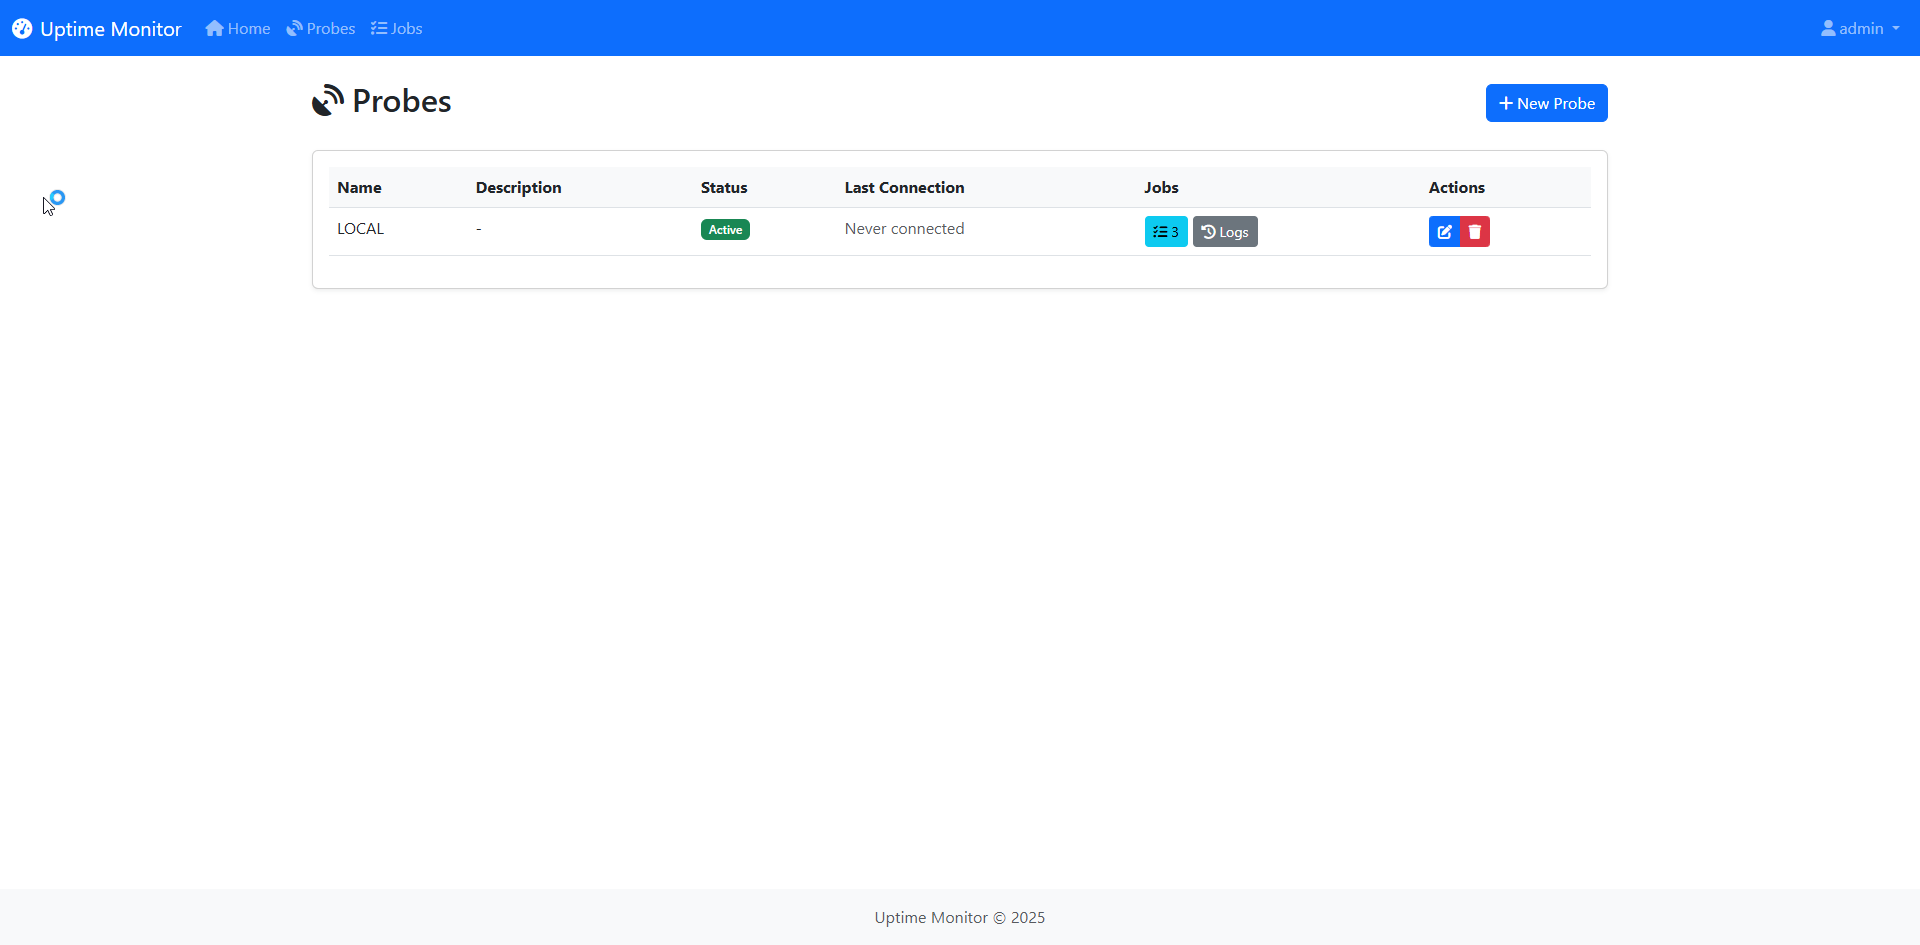 Uptime Monitor Home Probes Jobs admin
Probes
New Probe
Name Description Status Last Connection Jobs Actions
LOCAL - Active Never connected 3 Logs
Uptime Monitor © 2025